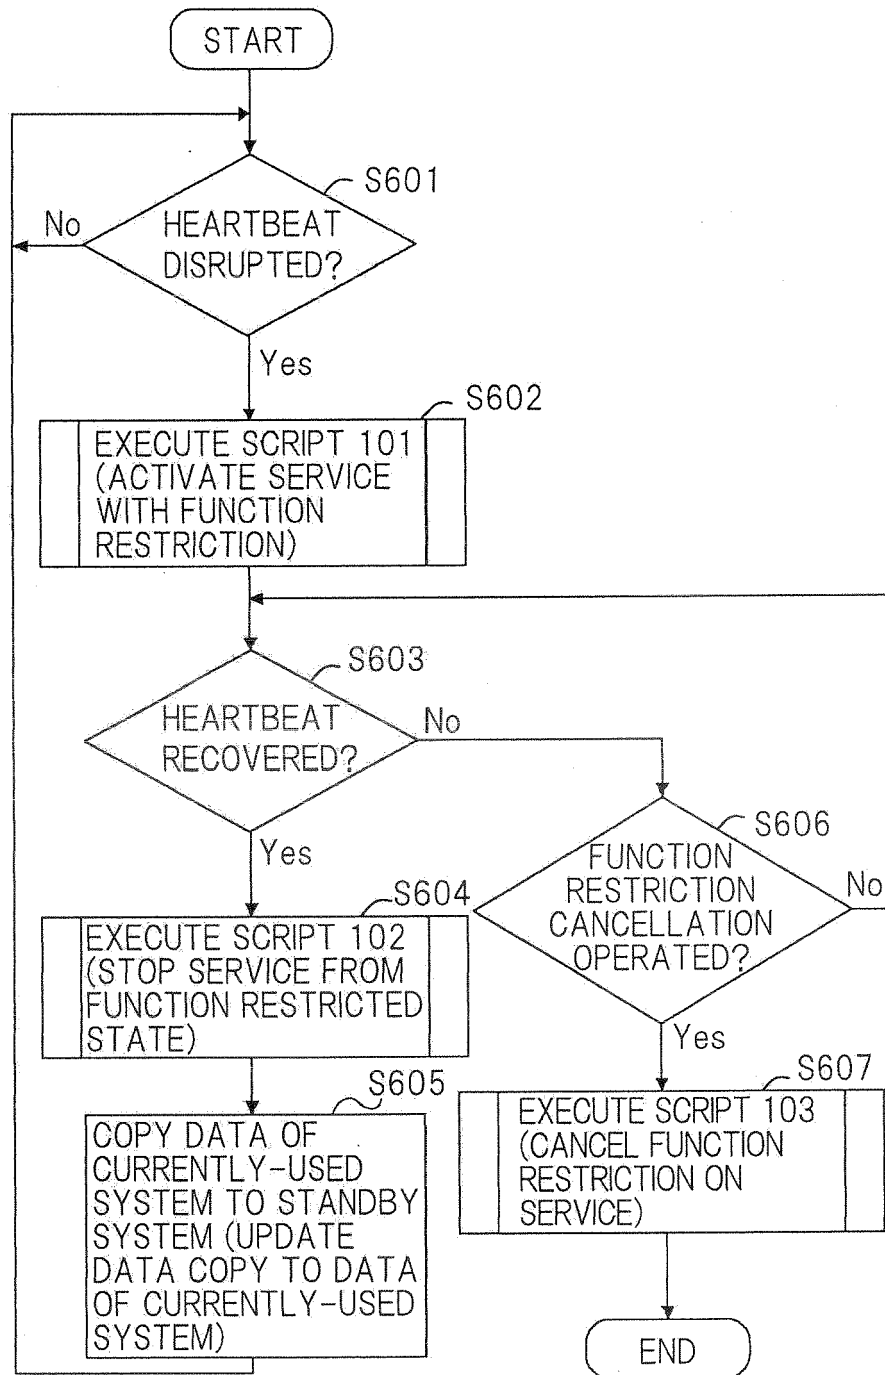 START
S601
HEARTBEAT
DISRUPTED?
No
Yes
S602
EXECUTE SCRIPT 101
(ACTIVATE SERVICE
WITH FUNCTION
RESTRICTION)
S603
HEARTBEAT
RECOVERED?
No
Yes
S606
FUNCTION
RESTRICTION
CANCELLATION
OPERATED?
No
Yes
S604
EXECUTE SCRIPT 102
(STOP SERVICE FROM
FUNCTION RESTRICTED
STATE)
S605
COPY DATA OF
CURRENTLY-USED
SYSTEM TO STANDBY
SYSTEM (UPDATE
DATA COPY TO DATA
OF CURRENTLY-USED
SYSTEM)
S607
EXECUTE SCRIPT 103
(CANCEL FUNCTION
RESTRICTION ON
SERVICE)
END